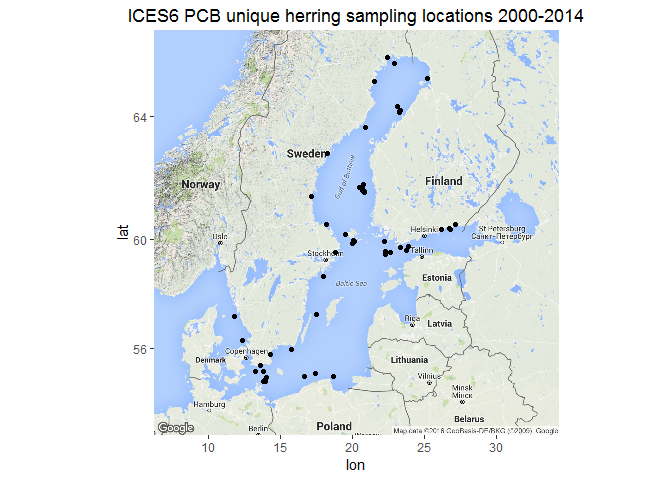 ICES6 PCB unique herring sampling locations 2000-2014
64
60
56
lat
Sweden
Norway
Finland
Gulf of Bothnia
Oslo
Helsinki
St Petersburg
Санкт-Петербург
Stockholm
Tallinn
Estonia
Baltic Sea
Riga
Latvia
Denmark
Copenhagen
Lithuania
Vilnius
Minsk
Мінск
Hamburg
Berlin
Poland
Belarus
Google
Map data ©2016 GeoBasis-DE/BKG (©2009), Google
10
15
20
25
30
lon